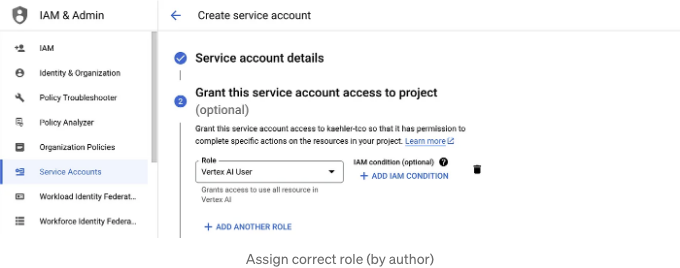 IAM & Admin
Create service account
IAM
Identity & Organization
Policy Troubleshooter
Policy Analyzer
Organization Policies
Service Accounts
Workload Identity Federat...
Workforce Identity Federa...
Service account details
2
Grant this service account access to project
(optional)
Grant this service account access to kaehler-tco so that it has permission to
complete specific actions on the resources in your project. Learn more
Role
Vertex AI User
IAM condition (optional) ?
+ ADD IAM CONDITION
Grants access to use all resource in
Vertex AI
+ ADD ANOTHER ROLE
Assign correct role (by author)